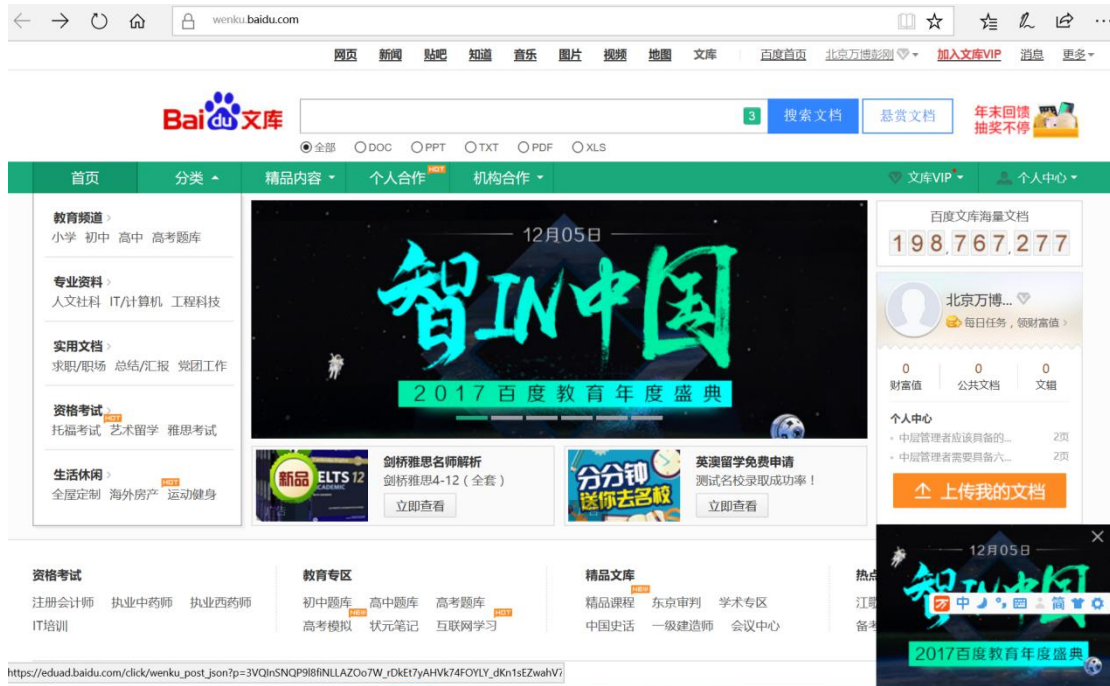 wenku.baidu.com
网页 新闻 贴吧 知道 音乐 图片 视频 地图 文库 百度首页 北京万博彭刚 加入文库VIP 消息 更多
Baidu文库
3 搜索文档 悬赏文档
年末回馈
抽奖不停
全部 DOC PPT TXT PDF XLS
首页 分类 精品内容 个人合作 HOT 机构合作 文库VIP 个人中心
教育频道
小学 初中 高中 高考题库
专业资料
人文社科 IT/计算机 工程科技
实用文档
求职/职场 总结/汇报 党团工作
资格考试
HOT
托福考试 艺术留学 雅思考试
生活休闲
HOT
全屋定制 海外房产 运动健身
12月05日
智IN中国
2017百度教育年度盛典
新品
IELTS 12
ACADEMIC
广告
剑桥雅思名师解析
剑桥雅思4-12(全套)
立即查看
分分钟
送你去名校
广告
英澳留学免费申请
测试名校录取成功率!
立即查看
百度文库海量文档
198,767,277
北京万博...
每日任务,领财富值
0 0 0
财富值 公共文档 文辑
个人中心
中层管理者应该具备的... 2页
中层管理者需要具备六... 2页
上传我的文档
资格考试
注册会计师 执业中药师 执业西药师
IT培训
教育专区
初中题库 高中题库 高考题库
NEW HOT
高考模拟 状元笔记 互联网学习
精品文库
NEW
精品课程 东京审判 学术专区
中国史话 一级建造师 会议中心
热点
江歌
备考
12月05日
智IN中国
2017百度教育年度盛典
中 简